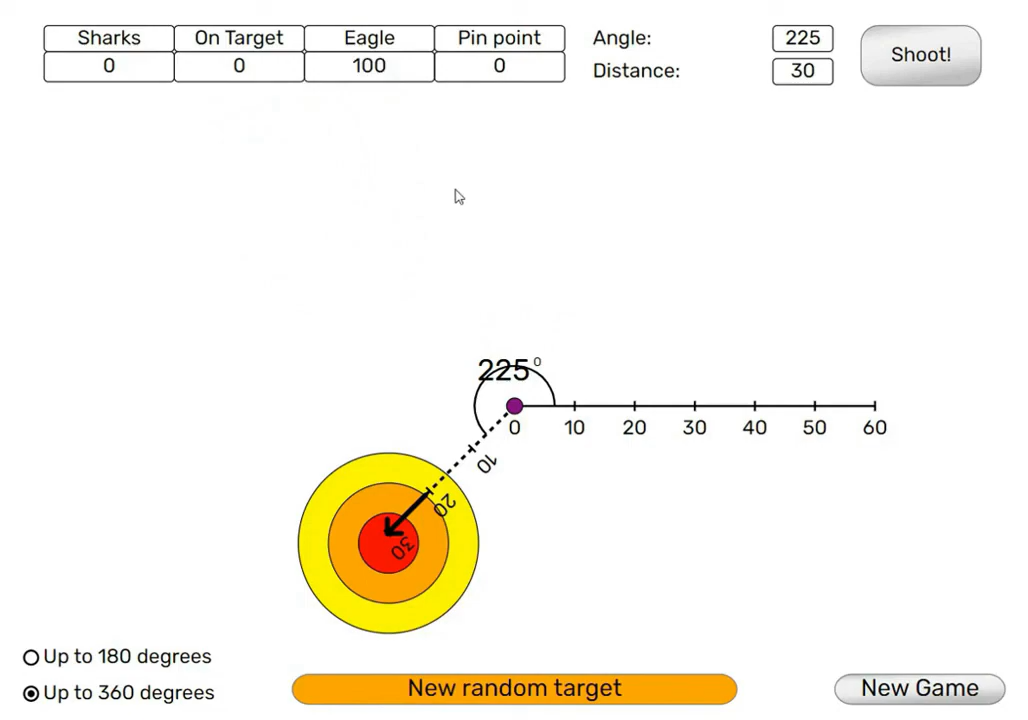 Sharks On Target Eagle Pin point
0 0 100 0
Angle: 225
Distance: 30
Shoot!
225°
0 10 20 30 40 50 60
10
20
30
Up to 180 degrees
Up to 360 degrees
New random target
New Game